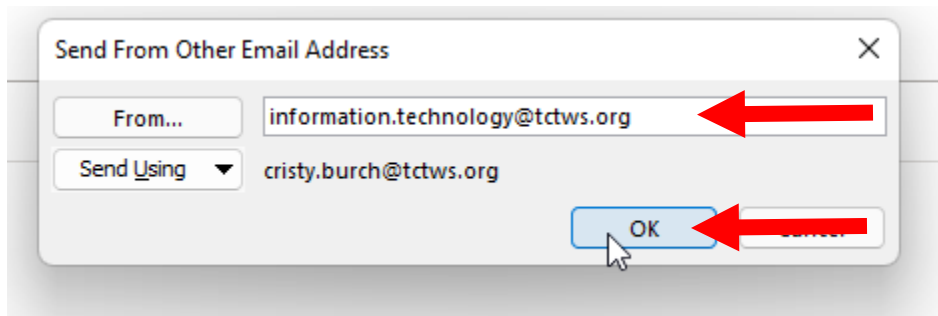 Send From Other Email Address
From...
information.technology@tctws.org
Send Using
cristy.burch@tctws.org
OK